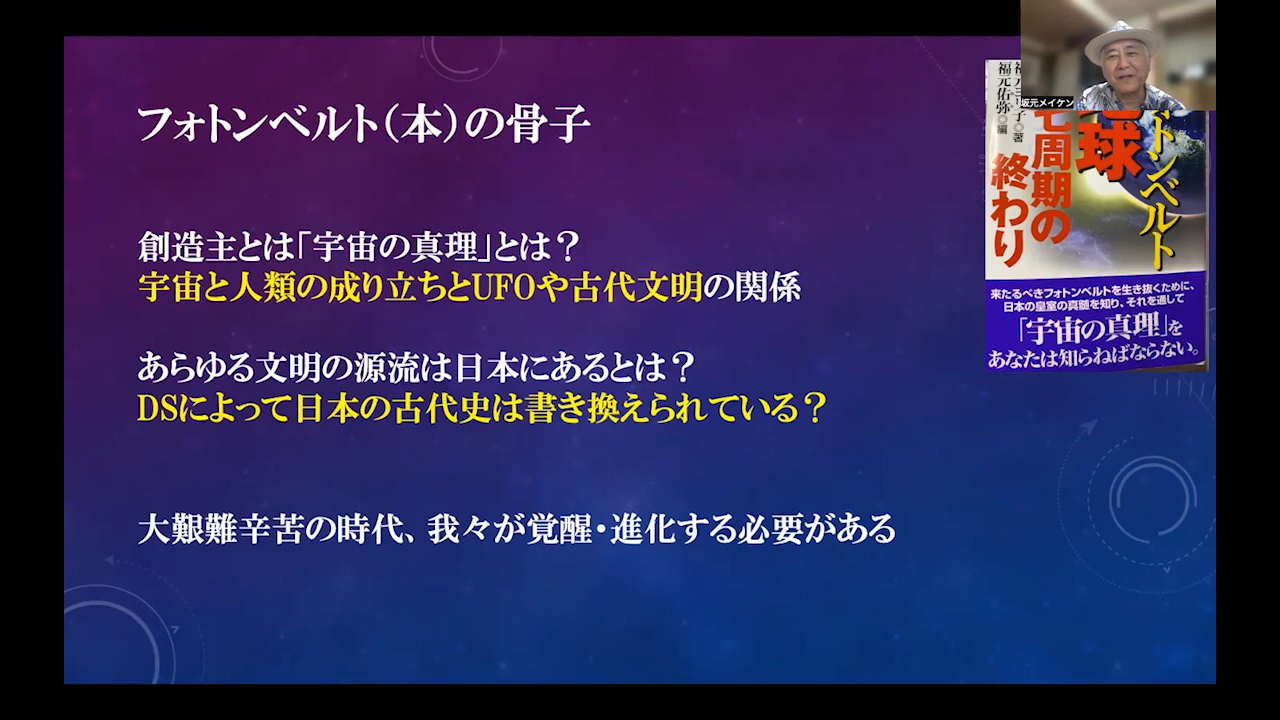 フォトンベルト（本）の骨子
創造主とは「宇宙の真理」とは？
宇宙と人類の成り立ちとUFOや古代文明の関係
あらゆる文明の源流は日本にあるとは？
DSによって日本の古代史は書き換えられている？
大艱難辛苦の時代、我々が覚醒・進化する必要がある
坂元メイケン
トンベルト
球
七周期の
終わり
子◎著
福元佑弥◎編
来たるべきフォトンベルトを生き抜くために、
日本の皇室の真髄を知り、それを通して
「宇宙の真理」を
あなたは知らねばならない。